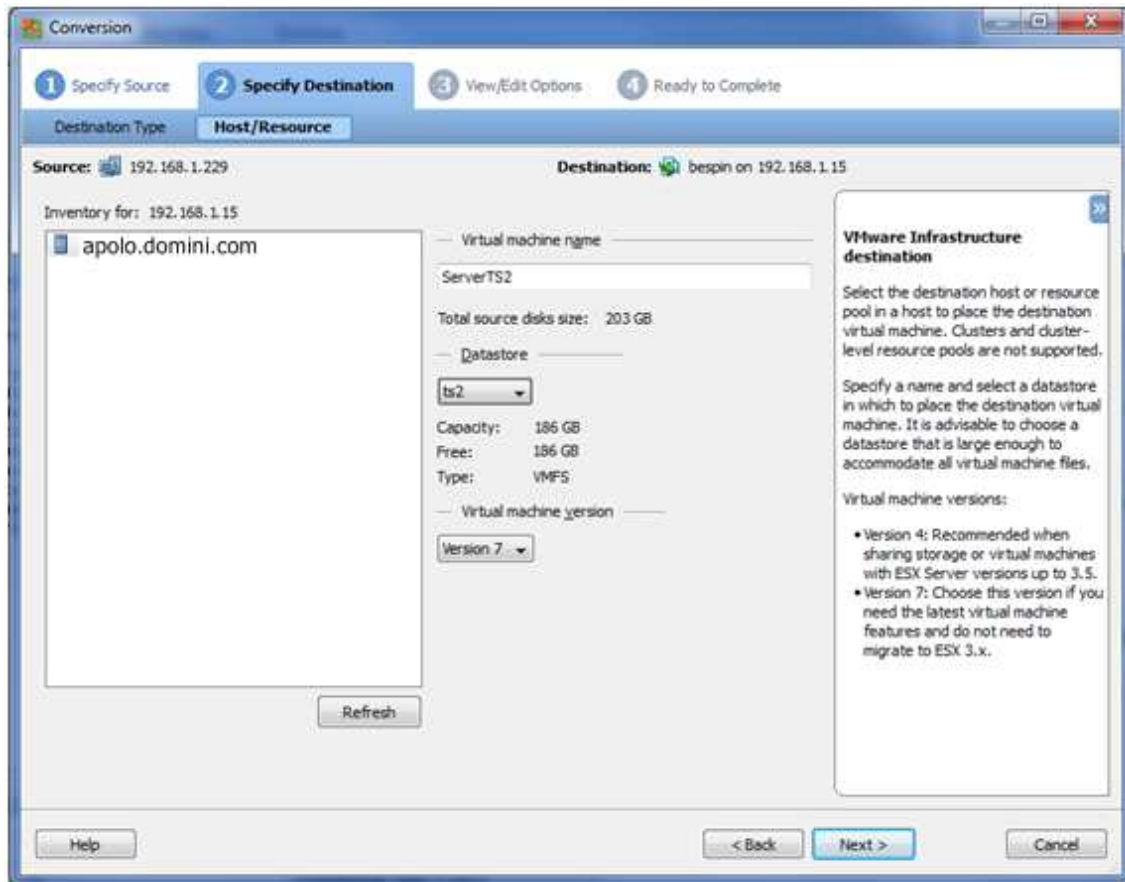 Conversion
1 Specify Source 2 Specify Destination 3 View/Edit Options 4 Ready to Complete
Destination Type Host/Resource
Source: 192.168.1.229 Destination: bespin on 192.168.1.15
Inventory for: 192.168.1.15
apolo.domini.com
Virtual machine name
ServerTS2
Total source disks size: 203 GB
Datastore
ts2
Capacity: 186 GB
Free: 186 GB
Type: VMFS
Virtual machine version
Version 7
Refresh
VMware Infrastructure
destination
Select the destination host or resource
pool in a host to place the destination
virtual machine. Clusters and cluster-
level resource pools are not supported.
Specify a name and select a datastore
in which to place the destination virtual
machine. It is advisable to choose a
datastore that is large enough to
accommodate all virtual machine files.
Virtual machine versions:
• Version 4: Recommended when
sharing storage or virtual machines
with ESX Server versions up to 3.5.
• Version 7: Choose this version if you
need the latest virtual machine
features and do not need to
migrate to ESX 3.x.
Help < Back Next > Cancel